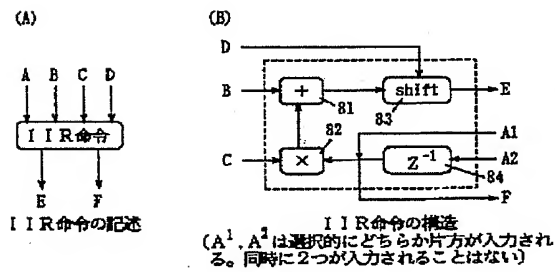 (A)
A B C D
IIR命令
E F
IIR命令の記述
(B)
D
B + shift E
81
83
82
A1
C × Z⁻¹ A2
84
F
IIR命令の構造
(A¹,A²は選択的にどちらか片方が入力され
る。同時に2つが入力されることはない)